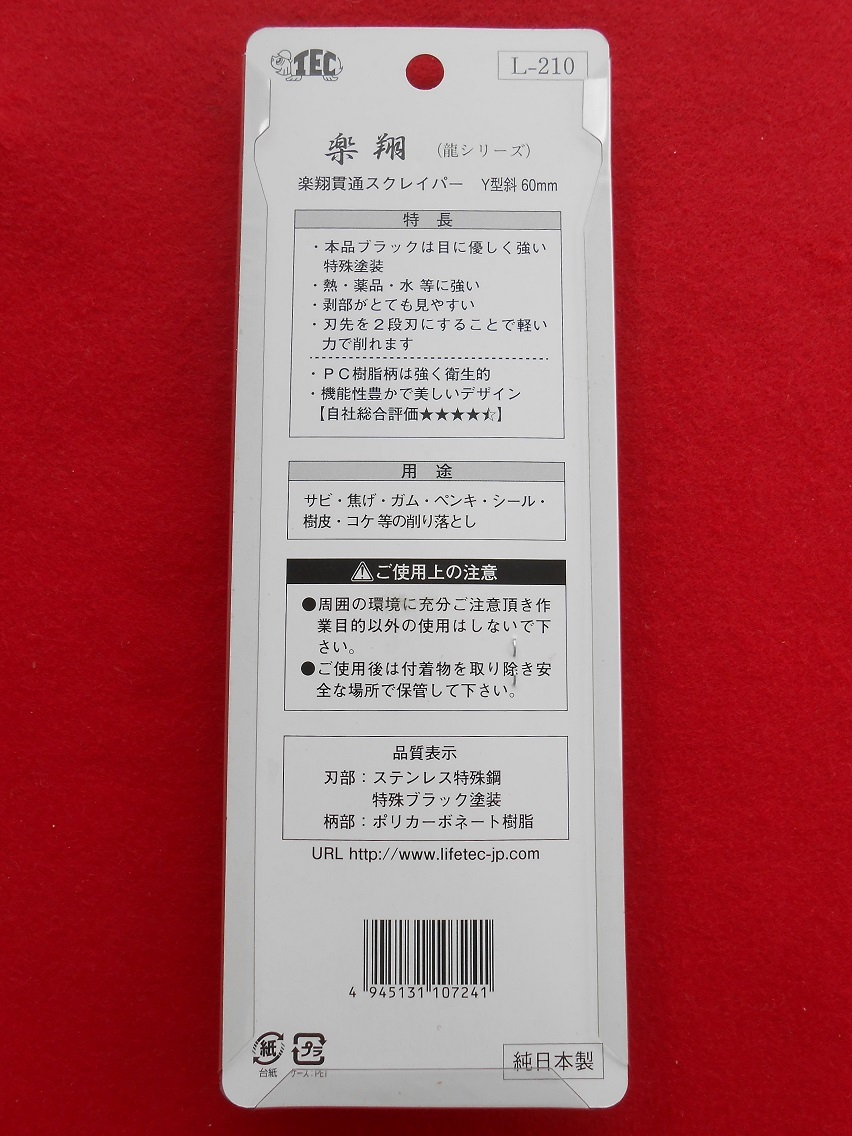 TEC
L-210
楽翔 (龍シリーズ)
楽翔貫通スクレイパー Y型斜 60mm
特 長
・本品ブラックは目に優しく強い
特殊塗装
・熱・薬品・水 等に強い
・剥部がとても見やすい
・刃先を２段刃にすることで軽い
力で削れます
・ＰＣ樹脂柄は強く衛生的
・機能性豊かで美しいデザイン
【自社総合評価★★★★⯪】
用 途
サビ・焦げ・ガム・ペンキ・シール・
樹皮・コケ 等の削り落とし
⚠ご使用上の注意
●周囲の環境に充分ご注意頂き作
業目的以外の使用はしないで下
さい。
●ご使用後は付着物を取り除き安
全な場所で保管して下さい。
品質表示
刃部：ステンレス特殊鋼
特殊ブラック塗装
柄部：ポリカーボネート樹脂
URL http://www.lifetec-jp.com
4 945131 107241
紙 プラ
台紙 ケース:PET
純日本製